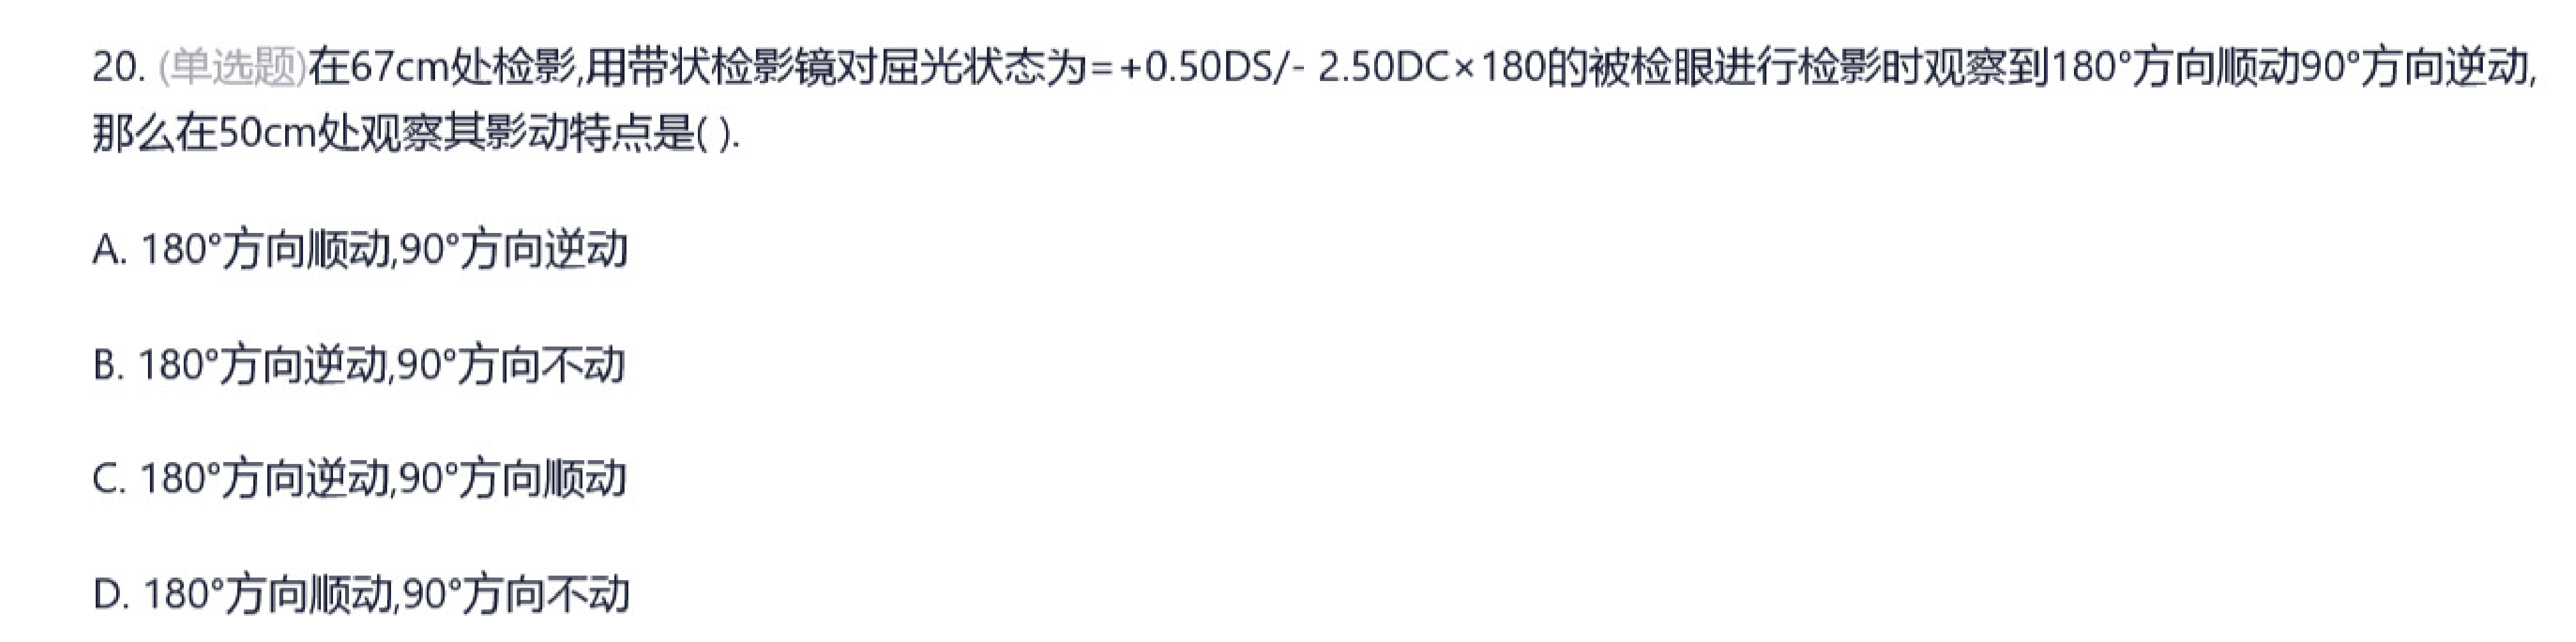 20. (单选题)在67cm处检影,用带状检影镜对屈光状态为=+0.50DS/- 2.50DC×180的被检眼进行检影时观察到180°方向顺动90°方向逆动,
那么在50cm处观察其影动特点是( ).
A. 180°方向顺动,90°方向逆动
B. 180°方向逆动,90°方向不动
C. 180°方向逆动,90°方向顺动
D. 180°方向顺动,90°方向不动